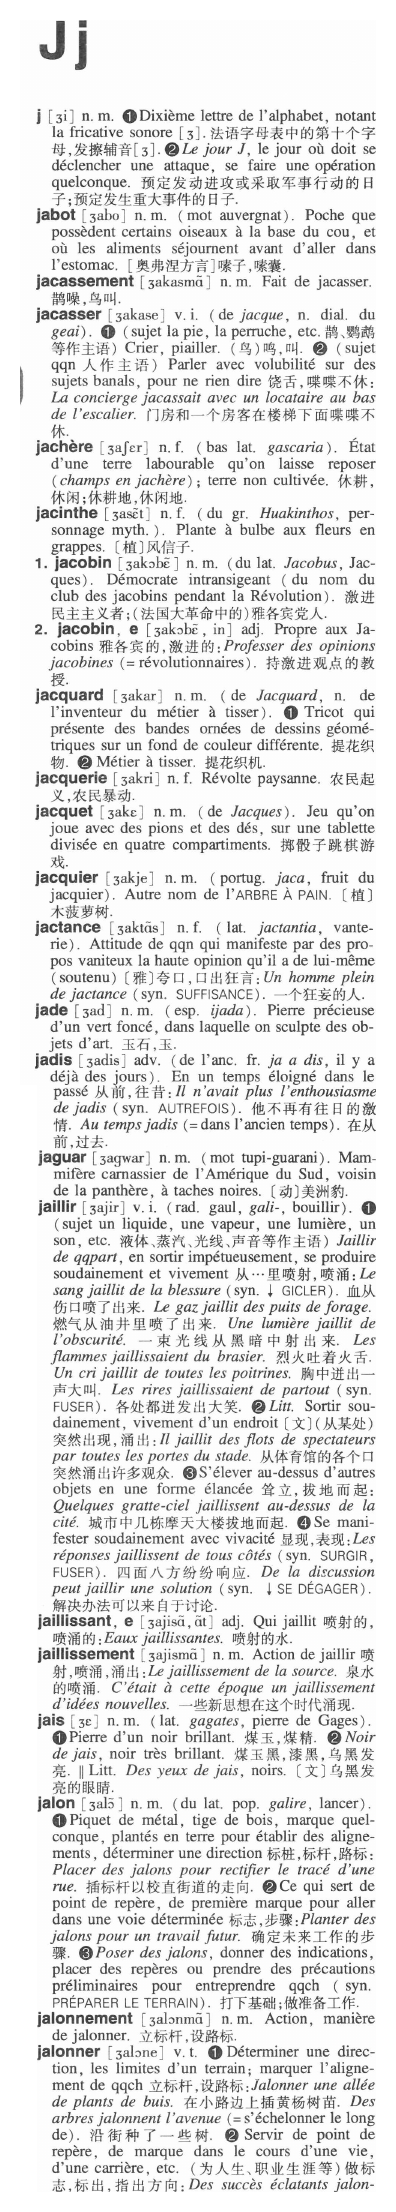 Jj
j [ʒi] n. m. ❶Dixième lettre de l'alphabet, notant
la fricative sonore [ʒ]. 法语字母表中的第十个字
母,发擦辅音[ʒ]. ❷Le jour J, le jour où doit se
déclencher une attaque, se faire une opération
quelconque. 预定发动进攻或采取军事行动的日
子;预定发生重大事件的日子.
jabot [ʒabo] n. m. (mot auvergnat). Poche que
possèdent certains oiseaux à la base du cou, et
où les aliments séjournent avant d'aller dans
l'estomac. [奥弗涅方言]嗉子,嗉囊.
jacassement [ʒakasmɑ̃] n. m. Fait de jacasser.
鹊噪,鸟叫.
jacasser [ʒakase] v. i. (de jacque, n. dial. du
geai). ❶ (sujet la pie, la perruche, etc. 鹊、鹦鹉
等作主语) Crier, piailler. (鸟)鸣,叫. ❷ (sujet
qqn 人作主语) Parler avec volubilité sur des
sujets banals, pour ne rien dire 饶舌,喋喋不休:
La concierge jacassait avec un locataire au bas
de l'escalier. 门房和一个房客在楼梯下面喋喋不
休.
jachère [ʒaʃɛr] n. f. (bas lat. gascaria). État
d'une terre labourable qu'on laisse reposer
(champs en jachère); terre non cultivée. 休耕,
休闲;休耕地,休闲地.
jacinthe [ʒasɛ̃t] n. f. (du gr. Huakinthos, per-
sonnage myth.). Plante à bulbe aux fleurs en
grappes. [植]风信子.
1. jacobin [ʒakɔbɛ̃] n. m. (du lat. Jacobus, Jac-
ques). Démocrate intransigeant (du nom du
club des jacobins pendant la Révolution). 激进
民主主义者;(法国大革命中的)雅各宾党人.
2. jacobin, e [ʒakɔbɛ̃, in] adj. Propre aux Ja-
cobins 雅各宾的,激进的: Professer des opinions
jacobines (= révolutionnaires). 持激进观点的教
授.
jacquard [ʒakar] n. m. (de Jacquard, n. de
l'inventeur du métier à tisser). ❶ Tricot qui
présente des bandes ornées de dessins géomé-
triques sur un fond de couleur différente. 提花织
物. ❷ Métier à tisser. 提花织机.
jacquerie [ʒakri] n. f. Révolte paysanne. 农民起
义,农民暴动.
jacquet [ʒakɛ] n. m. (de Jacques). Jeu qu'on
joue avec des pions et des dés, sur une tablette
divisée en quatre compartiments. 掷骰子跳棋游
戏.
jacquier [ʒakje] n. m. (portug. jaca, fruit du
jacquier). Autre nom de l'ARBRE À PAIN. [植]
木菠萝树.
jactance [ʒaktɑ̃s] n. f. (lat. jactantia, vante-
rie). Attitude de qqn qui manifeste par des pro-
pos vaniteux la haute opinion qu'il a de lui-même
(soutenu) [雅]夸口,口出狂言: Un homme plein
de jactance (syn. SUFFISANCE). 一个狂妄的人.
jade [ʒad] n. m. (esp. ijada). Pierre précieuse
d'un vert foncé, dans laquelle on sculpte des ob-
jets d'art. 玉石,玉.
jadis [ʒadis] adv. (de l'anc. fr. ja a dis, il y a
déjà des jours). En un temps éloigné dans le
passé 从前,往昔: Il n'avait plus l'enthousiasme
de jadis (syn. AUTREFOIS). 他不再有往日的激
情. Au temps jadis (= dans l'ancien temps). 在从
前,过去.
jaguar [ʒagwar] n. m. (mot tupi-guarani). Mam-
mifère carnassier de l'Amérique du Sud, voisin
de la panthère, à taches noires. [动]美洲豹.
jaillir [ʒajir] v. i. (rad. gaul, gali-, bouillir). ❶
(sujet un liquide, une vapeur, une lumière, un
son, etc. 液体、蒸汽、光线、声音等作主语) Jaillir
de qqpart, en sortir impétueusement, se produire
soudainement et vivement 从…里喷射,喷涌: Le
sang jaillit de la blessure (syn. ↓ GICLER). 血从
伤口喷了出来. Le gaz jaillit des puits de forage.
燃气从油井里喷了出来. Une lumière jaillit de
l'obscurité. 一束光线从黑暗中射出来. Les
flammes jaillissaient du brasier. 烈火吐着火舌.
Un cri jaillit de toutes les poitrines. 胸中迸出一
声大叫. Les rires jaillissaient de partout (syn.
FUSER). 各处都迸发出大笑. ❷ Litt. Sortir sou-
dainement, vivement d'un endroit [文](从某处)
突然出现,涌出: Il jaillit des flots de spectateurs
par toutes les portes du stade. 从体育馆的各个口
突然涌出许多观众. ❸ S'élever au-dessus d'autres
objets en une forme élancée 耸立,拔地而起:
Quelques gratte-ciel jaillissent au-dessus de la
cité. 城市中几栋摩天大楼拔地而起. ❹ Se mani-
fester soudainement avec vivacité 显现,表现: Les
réponses jaillissent de tous côtés (syn. SURGIR,
FUSER). 四面八方纷纷响应. De la discussion
peut jaillir une solution (syn. ↓ SE DÉGAGER).
解决办法可以来自于讨论.
jaillissant, e [ʒajisɑ̃, ɑ̃t] adj. Qui jaillit 喷射的,
喷涌的: Eaux jaillissantes. 喷射的水.
jaillissement [ʒajismɑ̃] n. m. Action de jaillir 喷
射,喷涌,涌出: Le jaillissement de la source. 泉水
的喷涌. C'était à cette époque un jaillissement
d'idées nouvelles. 一些新思想在这个时代涌现.
jais [ʒɛ] n. m. (lat. gagates, pierre de Gages).
❶Pierre d'un noir brillant. 煤玉,煤精. ❷ Noir
de jais, noir très brillant. 煤玉黑,漆黑,乌黑发
亮. ‖ Litt. Des yeux de jais, noirs. [文]乌黑发
亮的眼睛.
jalon [ʒalɔ̃] n. m. (du lat. pop. galire, lancer).
❶Piquet de métal, tige de bois, marque quel-
conque, plantés en terre pour établir des aligne-
ments, déterminer une direction 标桩,标杆,路标:
Placer des jalons pour rectifier le tracé d'une
rue. 插标杆以校直街道的走向. ❷ Ce qui sert de
point de repère, de première marque pour aller
dans une voie déterminée 标志,步骤: Planter des
jalons pour un travail futur. 确定未来工作的步
骤. ❸ Poser des jalons, donner des indications,
placer des repères ou prendre des précautions
préliminaires pour entreprendre qqch (syn.
PRÉPARER LE TERRAIN). 打下基础;做准备工作.
jalonnement [ʒalɔnmɑ̃] n. m. Action, manière
de jalonner. 立标杆,设路标.
jalonner [ʒalɔne] v. t. ❶ Déterminer une direc-
tion, les limites d'un terrain; marquer l'aligne-
ment de qqch 立标杆,设路标: Jalonner une allée
de plants de buis. 在小路边上插黄杨树苗. Des
arbres jalonnent l'avenue (= s'échelonner le long
de). 沿街种了一些树. ❷ Servir de point de
repère, de marque dans le cours d'une vie,
d'une carrière, etc. (为人生、职业生涯等)做标
志,标出,指出方向: Des succès éclatants jalon-